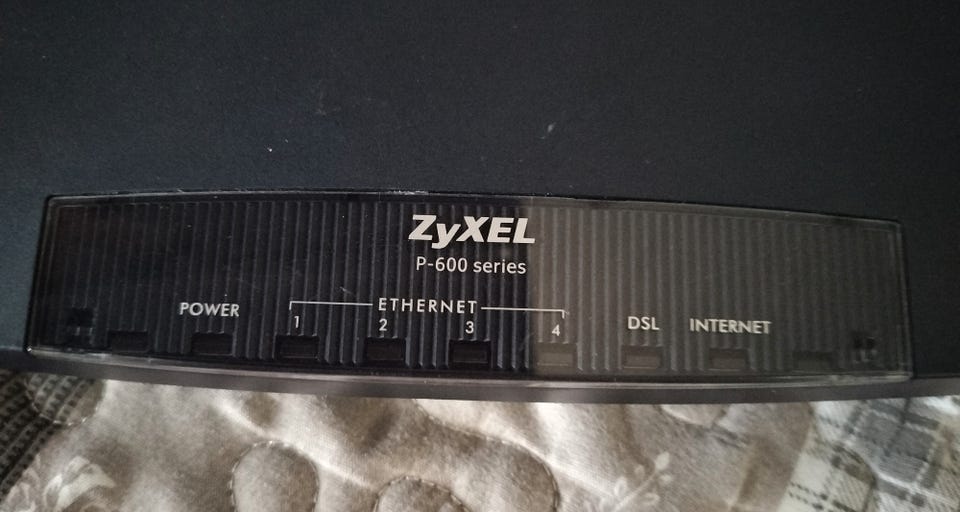 ZyXEL
P-600 series
ETHERNET
POWER 1 2 3 4 DSL INTERNET